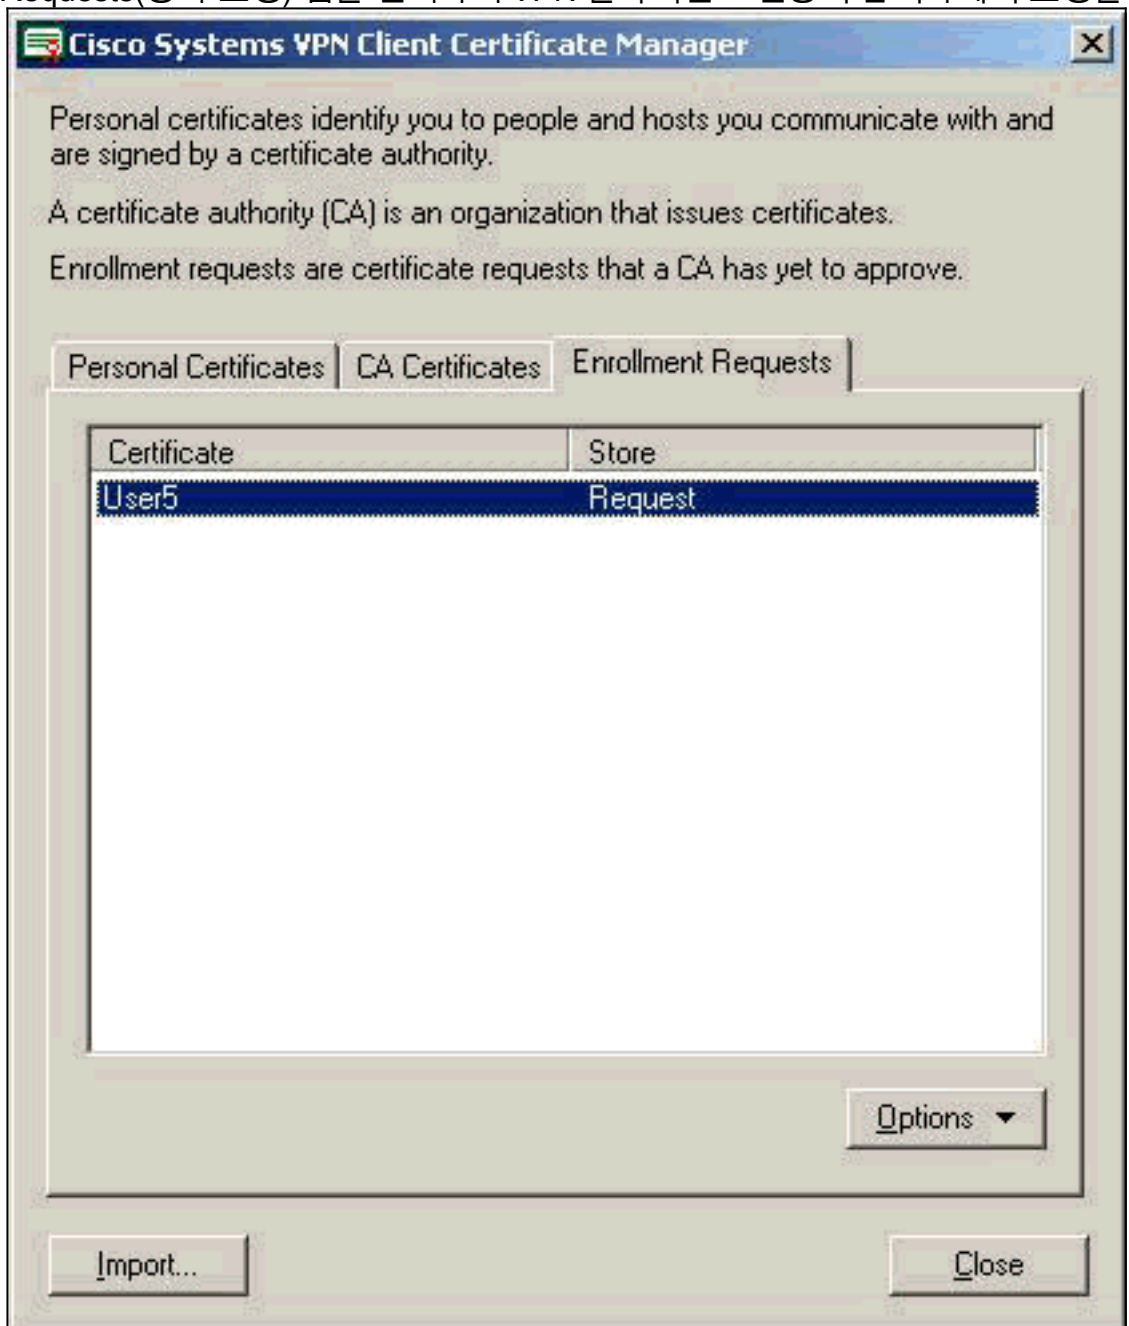 Cisco Systems VPN Client Certificate Manager
Personal certificates identify you to people and hosts you communicate with and
are signed by a certificate authority.
A certificate authority (CA) is an organization that issues certificates.
Enrollment requests are certificate requests that a CA has yet to approve.
Personal Certificates CA Certificates Enrollment Requests
Certificate Store
User5 Request
Options
Import... Close